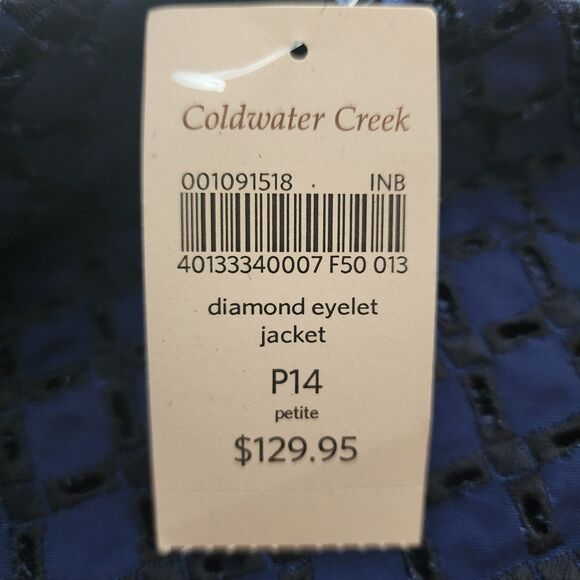 Coldwater Creek
001091518 INB
40133340007 F50 013
diamond eyelet
jacket
P14
petite
$129.95